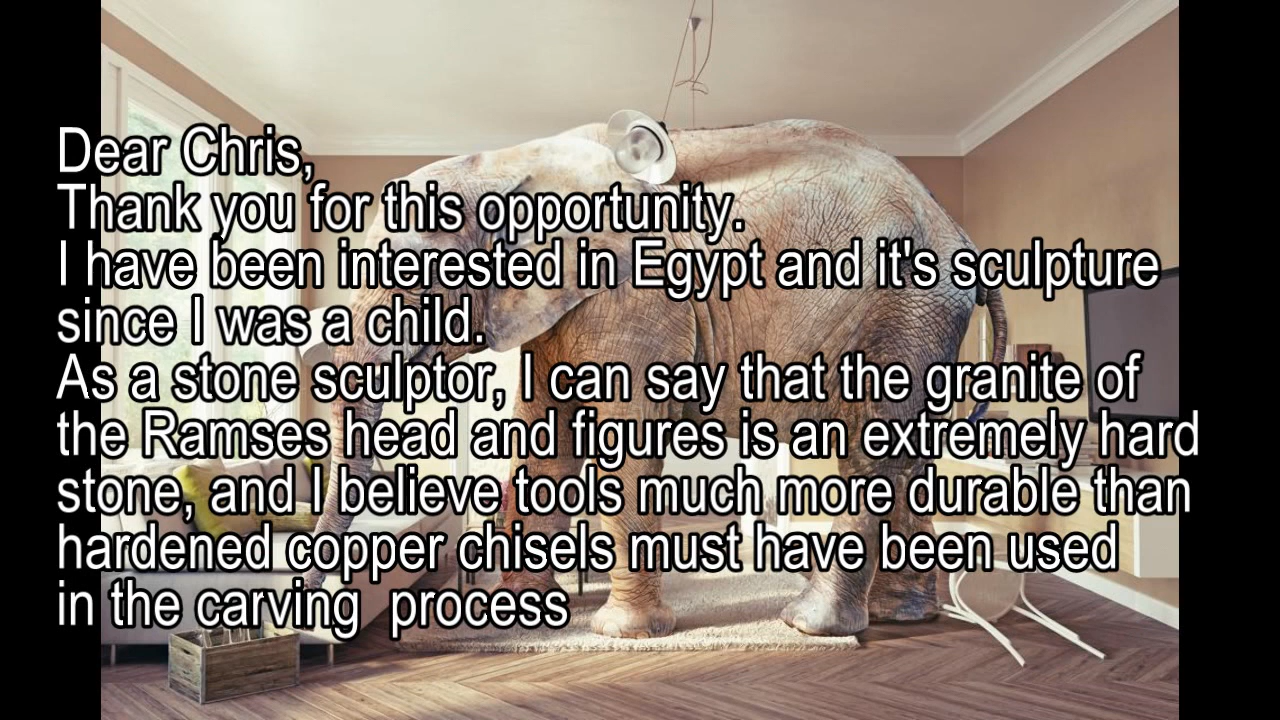 Dear Chris,
Thank you for this opportunity.
I have been interested in Egypt and it's sculpture
since I was a child.
As a stone sculptor, I can say that the granite of
the Ramses head and figures is an extremely hard
stone, and I believe tools much more durable than
hardened copper chisels must have been used
in the carving  process